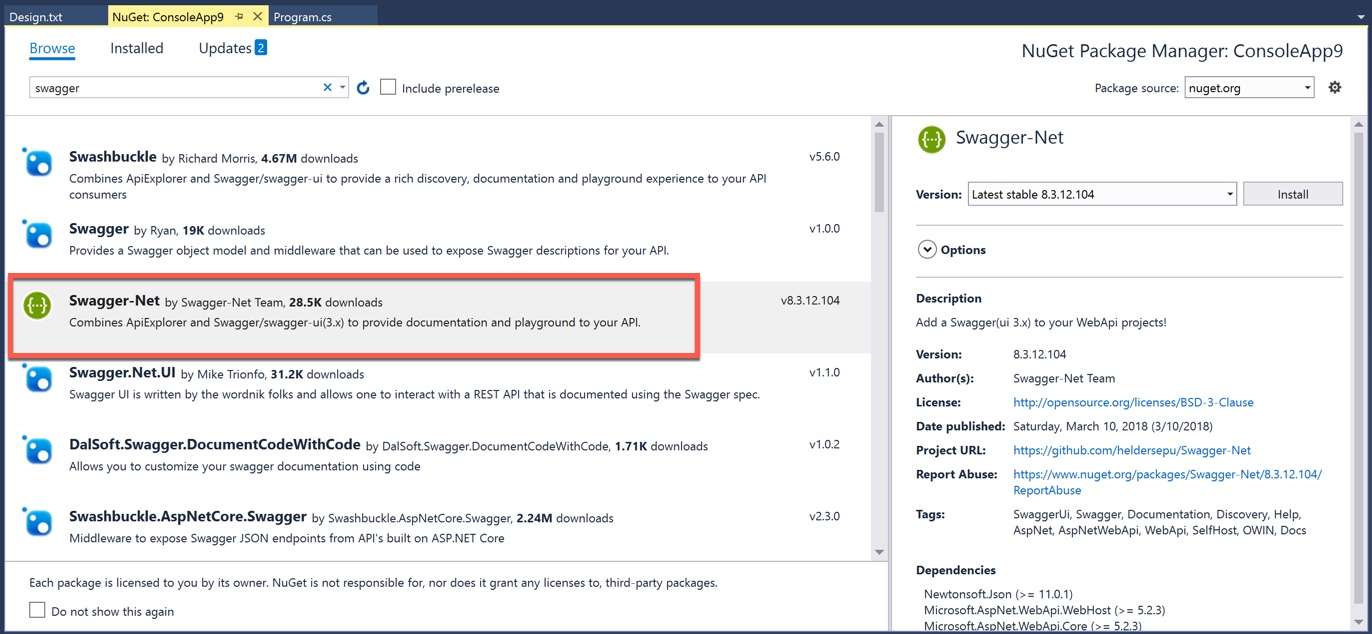 Design.txt
NuGet: ConsoleApp9
Program.cs
Browse
Installed
Updates 2
NuGet Package Manager: ConsoleApp9
swagger
Include prerelease
Package source: nuget.org
Swashbuckle by Richard Morris, 4.67M downloads
v5.6.0
Combines ApiExplorer and Swagger/swagger-ui to provide a rich discovery, documentation and playground experience to your API
consumers
Swagger by Ryan, 19K downloads
v1.0.0
Provides a Swagger object model and middleware that can be used to expose Swagger descriptions for your API.
{···} Swagger-Net by Swagger-Net Team, 28.5K downloads
v8.3.12.104
Combines ApiExplorer and Swagger/swagger-ui(3.x) to provide documentation and playground to your API.
Swagger.Net.UI by Mike Trionfo, 31.2K downloads
v1.1.0
Swagger UI is written by the wordnik folks and allows one to interact with a REST API that is documented using the Swagger spec.
DalSoft.Swagger.DocumentCodeWithCode by DalSoft.Swagger.DocumentCodeWithCode, 1.71K downloads
v1.0.2
Allows you to customize your swagger documentation using code
Swashbuckle.AspNetCore.Swagger by Swashbuckle.AspNetCore.Swagger, 2.24M downloads
v2.3.0
Middleware to expose Swagger JSON endpoints from API's built on ASP.NET Core
Each package is licensed to you by its owner. NuGet is not responsible for, nor does it grant any licenses to, third-party packages.
Do not show this again
{···} Swagger-Net
Version: Latest stable 8.3.12.104
Install
Options
Description
Add a Swagger(ui 3.x) to your WebApi projects!
Version: 8.3.12.104
Author(s): Swagger-Net Team
License: http://opensource.org/licenses/BSD-3-Clause
Date published: Saturday, March 10, 2018 (3/10/2018)
Project URL: https://github.com/heldersepu/Swagger-Net
Report Abuse: https://www.nuget.org/packages/Swagger-Net/8.3.12.104/
ReportAbuse
Tags: SwaggerUi, Swagger, Documentation, Discovery, Help,
AspNet, AspNetWebApi, WebApi, SelfHost, OWIN, Docs
Dependencies
Newtonsoft.Json (>= 11.0.1)
Microsoft.AspNet.WebApi.WebHost (>= 5.2.3)
Microsoft.AspNet.WebApi.Core (>= 5.2.3)